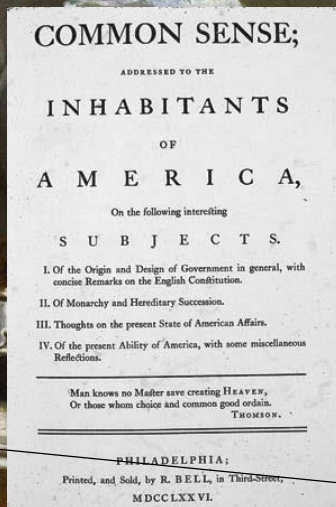 COMMON SENSE;
ADDRESSED TO THE
INHABITANTS
OF
AMERICA,
On the following intereſting
SUBJECTS.
I. Of the Origin and Design of Government in general, with
concise Remarks on the Engliſh Conſtitution.
II. Of Monarchy and Hereditary Succession.
III. Thoughts on the present State of American Affairs.
IV. Of the present Ability of America, with some miscellaneous
Reflections.
Man knows no Maſter save creating HEAVEN,
Or those whom choice and common good ordain.
THOMSON.
PHILADELPHIA;
Printed, and Sold, by R. BELL, in Third-Street,
MDCCLXXVI.